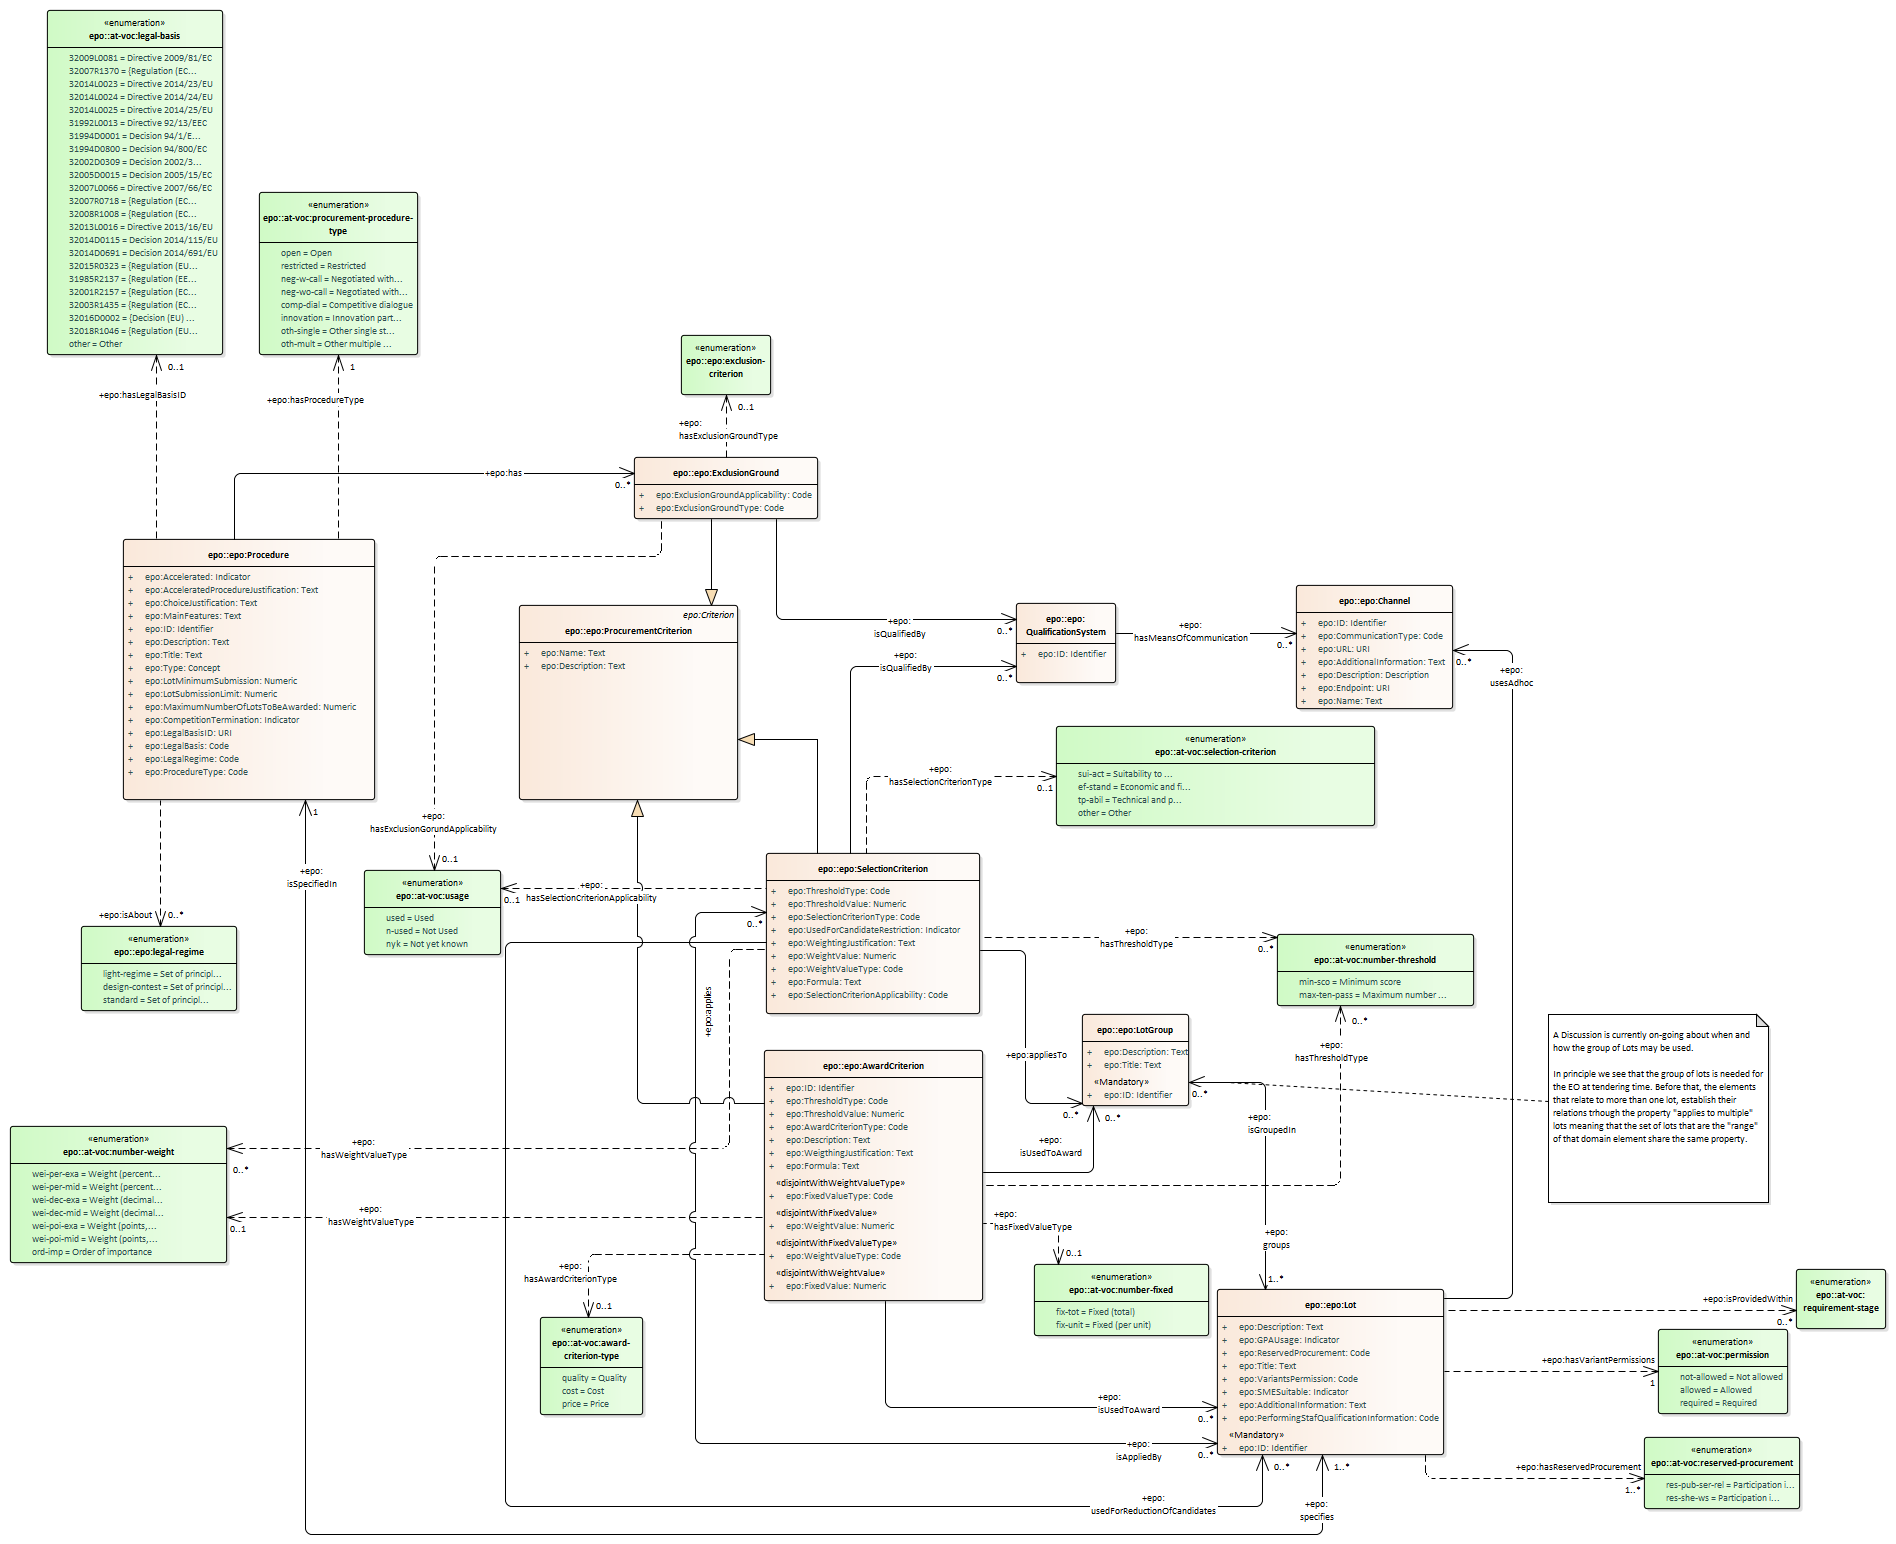 «enumeration»
epo::at-voc:legal-basis
32009L0081 = Directive 2009/81/EC
32007R1370 = {Regulation (EC...
32014L0023 = Directive 2014/23/EU
32014L0024 = Directive 2014/24/EU
32014L0025 = Directive 2014/25/EU
31992L0013 = Directive 92/13/EEC
31994D0001 = Decision 94/1/E...
31994D0800 = Decision 94/800/EC
32002D0309 = Decision 2002/3...
32005D0015 = Decision 2005/15/EC
32007L0066 = Directive 2007/66/EC
32007R0718 = {Regulation (EC...
32008R1008 = {Regulation (EC...
32013L0016 = Directive 2013/16/EU
32014D0115 = Decision 2014/115/EU
32014D0691 = Decision 2014/691/EU
32015R0323 = {Regulation (EU...
31985R2137 = {Regulation (EE...
32001R2157 = {Regulation (EC...
32003R1435 = {Regulation (EC...
32016D0002 = {Decision (EU) ...
32018R1046 = {Regulation (EU...
other = Other
«enumeration»
epo::at-voc:procurement-procedure-
type
open = Open
restricted = Restricted
neg-w-call = Negotiated with...
neg-wo-call = Negotiated with...
comp-dial = Competitive dialogue
innovation = Innovation part...
oth-single = Other single st...
oth-mult = Other multiple ...
0..1
+epo:hasLegalBasisID
1
+epo:hasProcedureType
«enumeration»
epo::epo:exclusion-
criterion
0..1
+epo:
hasExclusionGroundType
+epo:has
0..*
epo::epo:ExclusionGround
+ epo:ExclusionGroundApplicability: Code
+ epo:ExclusionGroundType: Code
epo::epo:Procedure
+ epo:Accelerated: Indicator
+ epo:AcceleratedProcedureJustification: Text
+ epo:ChoiceJustification: Text
+ epo:MainFeatures: Text
+ epo:ID: Identifier
+ epo:Description: Text
+ epo:Title: Text
+ epo:Type: Concept
+ epo:LotMinimumSubmission: Numeric
+ epo:LotSubmissionLimit: Numeric
+ epo:MaximumNumberOfLotsToBeAwarded: Numeric
+ epo:CompetitionTermination: Indicator
+ epo:LegalBasisID: URI
+ epo:LegalBasis: Code
+ epo:LegalRegime: Code
+ epo:ProcedureType: Code
epo:Criterion
epo::epo:ProcurementCriterion
+ epo:Name: Text
+ epo:Description: Text
+epo:
isQualifiedBy
0..*
+epo:
isQualifiedBy
0..*
epo::epo:
QualificationSystem
+ epo:ID: Identifier
+epo:
hasMeansOfCommunication
0..*
epo::epo:Channel
+ epo:ID: Identifier
+ epo:CommunicationType: Code
+ epo:URL: URI
+ epo:AdditionalInformation: Text
+ epo:Description: Description
+ epo:Endpoint: URI
+ epo:Name: Text
0..*
+epo:
usesAdhoc
«enumeration»
epo::at-voc:selection-criterion
sui-act = Suitability to ...
ef-stand = Economic and fi...
tp-abil = Technical and p...
other = Other
+epo:
hasSelectionCriterionType
0..1
+epo:
hasExclusionGorundApplicability
0..1
1
+epo:
isSpecifiedIn
+epo:isAbout
0..*
«enumeration»
epo::epo:legal-regime
light-regime = Set of principl...
design-contest = Set of principl...
standard = Set of principl...
«enumeration»
epo::at-voc:usage
used = Used
n-used = Not Used
nyk = Not yet known
0..1
+epo:
hasSelectionCriterionApplicability
epo::epo:SelectionCriterion
+ epo:ThresholdType: Code
+ epo:ThresholdValue: Numeric
+ epo:SelectionCriterionType: Code
+ epo:UsedForCandidateRestriction: Indicator
+ epo:WeightingJustification: Text
+ epo:WeightValue: Numeric
+ epo:WeightValueType: Code
+ epo:Formula: Text
+ epo:SelectionCriterionApplicability: Code
0..*
+epo:applies
+epo:
hasThresholdType
0..*
«enumeration»
epo::at-voc:number-threshold
min-sco = Minimum score
max-ten-pass = Maximum number ...
0..*
+epo:
hasThresholdType
+epo:appliesTo
0..*
epo::epo:LotGroup
+ epo:Description: Text
+ epo:Title: Text
«Mandatory»
+ epo:ID: Identifier
0..*
0..*
+epo:
isGroupedIn
+epo:
isUsedToAward
A Discussion is currently on-going about when and
how the group of Lots may be used.
In principle we see that the group of lots is needed for
the EO at tendering time. Before that, the elements
that relate to more than one lot, establish their
relations trhough the property "applies to multiple"
lots meaning that the set of lots that are the "range"
of that domain element share the same property.
epo::epo:AwardCriterion
+ epo:ID: Identifier
+ epo:ThresholdType: Code
+ epo:ThresholdValue: Numeric
+ epo:AwardCriterionType: Code
+ epo:Description: Text
+ epo:WeigthingJustification: Text
+ epo:Formula: Text
«disjointWithWeightValueType»
+ epo:FixedValueType: Code
«disjointWithFixedValue»
+ epo:WeightValue: Numeric
«disjointWithFixedValueType»
+ epo:WeightValueType: Code
«disjointWithWeightValue»
+ epo:FixedValue: Numeric
«enumeration»
epo::at-voc:number-weight
wei-per-exa = Weight (percent...
wei-per-mid = Weight (percent...
wei-dec-exa = Weight (decimal...
wei-dec-mid = Weight (decimal...
wei-poi-exa = Weight (points,...
wei-poi-mid = Weight (points,...
ord-imp = Order of importance
0..*
+epo:
hasWeightValueType
0..1
+epo:
hasWeightValueType
+epo:
hasAwardCriterionType
0..1
«enumeration»
epo::at-voc:award-
criterion-type
quality = Quality
cost = Cost
price = Price
+epo:
hasFixedValueType
0..1
«enumeration»
epo::at-voc:number-fixed
fix-tot = Fixed (total)
fix-unit = Fixed (per unit)
+epo:
groups
1..*
epo::epo:Lot
+ epo:Description: Text
+ epo:GPAUsage: Indicator
+ epo:ReservedProcurement: Code
+ epo:Title: Text
+ epo:VariantsPermission: Code
+ epo:SMESuitable: Indicator
+ epo:AdditionalInformation: Text
+ epo:PerformingStafQualificationInformation: Code
«Mandatory»
+ epo:ID: Identifier
+epo:isProvidedWithin
0..*
«enumeration»
epo::at-voc:
requirement-stage
+epo:hasVariantPermissions
1
«enumeration»
epo::at-voc:permission
not-allowed = Not allowed
allowed = Allowed
required = Required
+epo:hasReservedProcurement
1..*
«enumeration»
epo::at-voc:reserved-procurement
res-pub-ser-rel = Participation i...
res-she-ws = Participation i...
+epo:
isUsedToAward
0..*
+epo:
isAppliedBy
0..*
0..*
1..*
+epo:
usedForReductionOfCandidates
+epo:
specifies